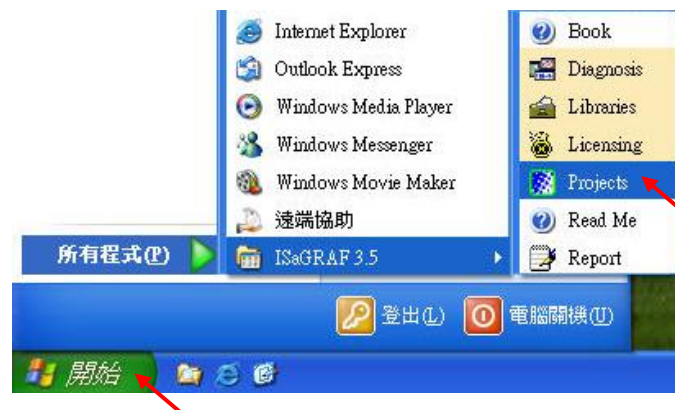 Internet Explorer
Outlook Express
Windows Media Player
Windows Messenger
Windows Movie Maker
遠端協助
ISaGRAF 3.5
Book
Diagnosis
Libraries
Licensing
Projects
Read Me
Report
所有程式(P)
登出(L)
電腦關機(U)
開始